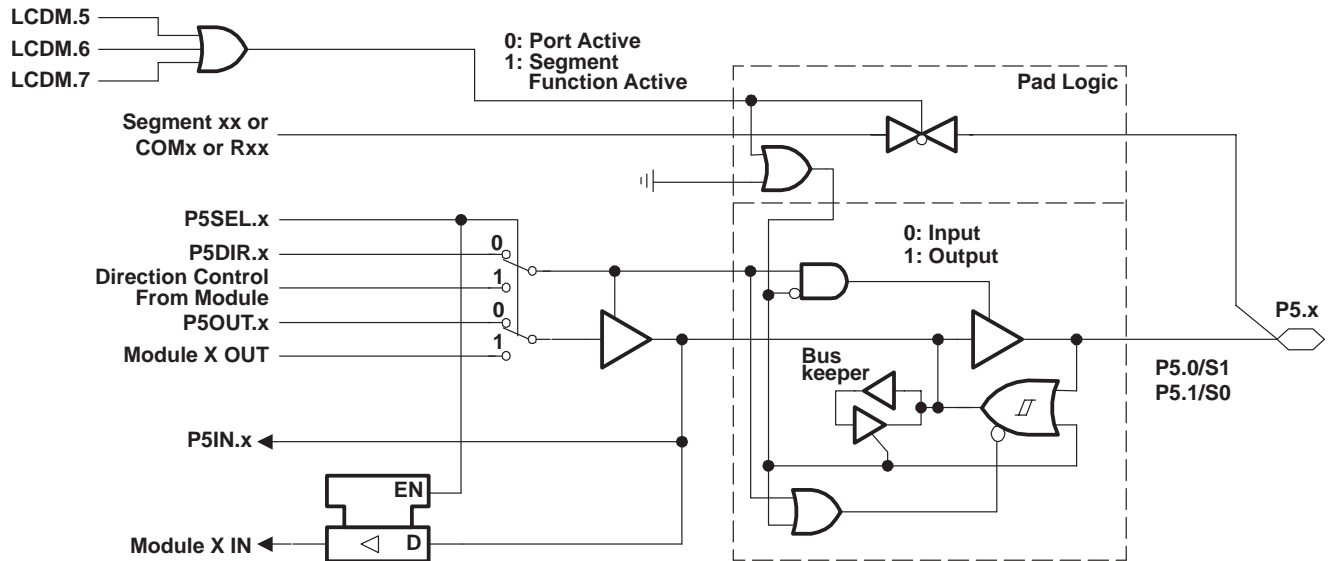 LCDM.5
LCDM.6
LCDM.7
0: Port Active
1: Segment
Function Active
Pad Logic
Segment xx or
COMx or Rxx
P5SEL.x
P5DIR.x
0
Direction Control
From Module
1
P5OUT.x
0
Module X OUT
1
0: Input
1: Output
Bus
keeper
P5.x
P5.0/S1
P5.1/S0
P5IN.x
EN
D
Module X IN